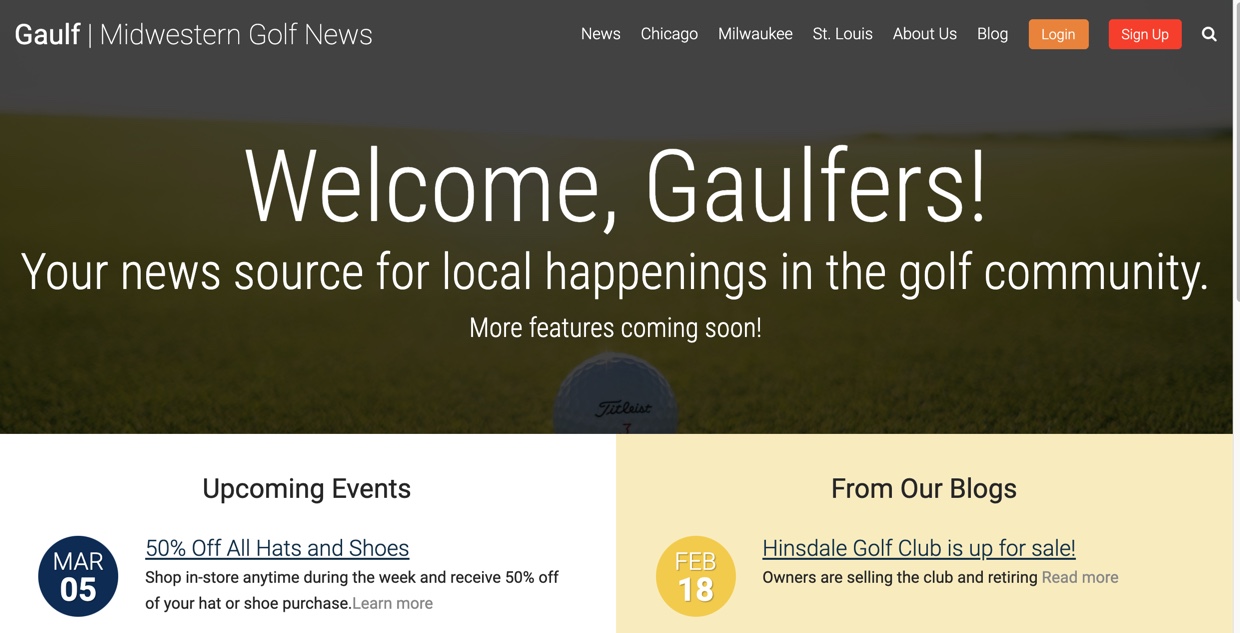 Gaulf | Midwestern Golf News
News Chicago Milwaukee St. Louis About Us Blog Login Sign Up
Welcome, Gaulfers!
Your news source for local happenings in the golf community.
More features coming soon!
Titleist
Upcoming Events
MAR
05
50% Off All Hats and Shoes
Shop in-store anytime during the week and receive 50% off
of your hat or shoe purchase.Learn more
From Our Blogs
FEB
18
Hinsdale Golf Club is up for sale!
Owners are selling the club and retiring Read more